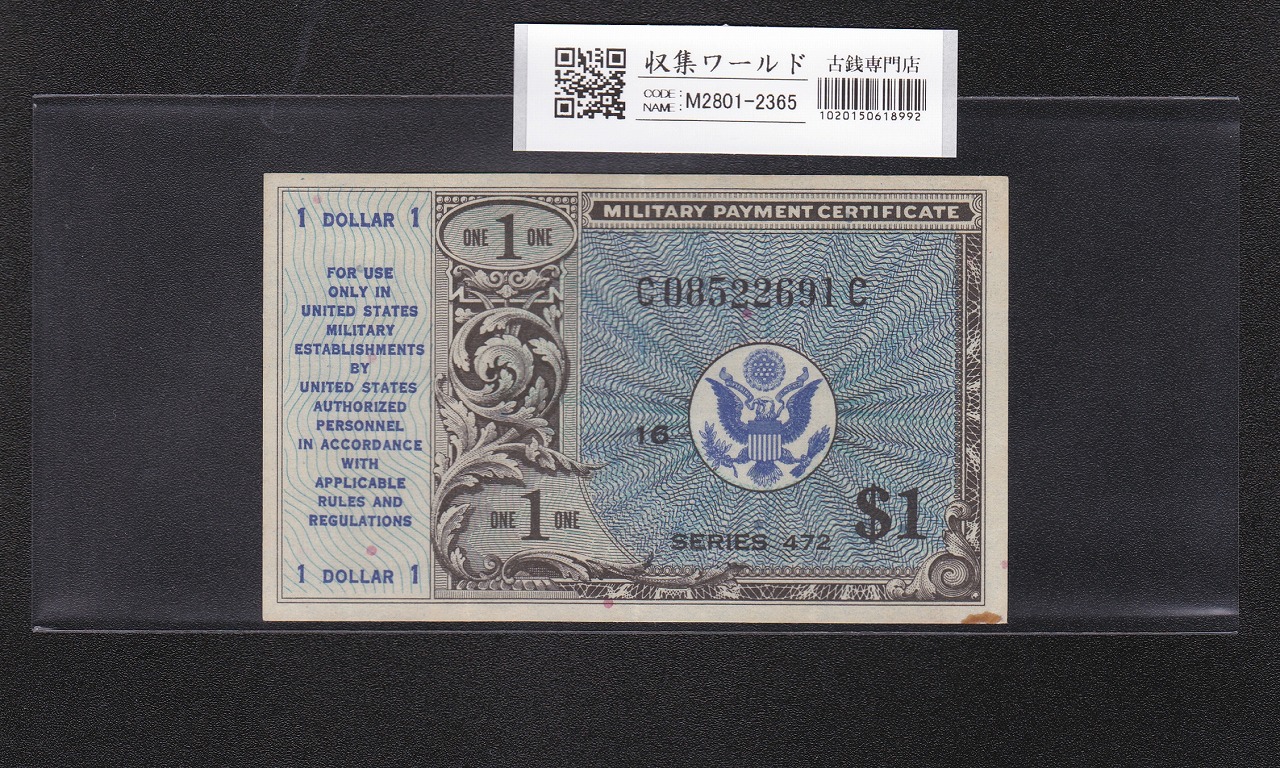 収集ワールド 古銭専門店
CODE:
NAME: M2801-2365
1020150618992
1 DOLLAR 1
FOR USE
ONLY IN
UNITED STATES
MILITARY
ESTABLISHMENTS
BY
UNITED STATES
AUTHORIZED
PERSONNEL
IN ACCORDANCE
WITH
APPLICABLE
RULES AND
REGULATIONS
1 DOLLAR 1
ONE 1 ONE
ONE 1 ONE
MILITARY PAYMENT CERTIFICATE
C08522691C
16
$1
SERIES 472